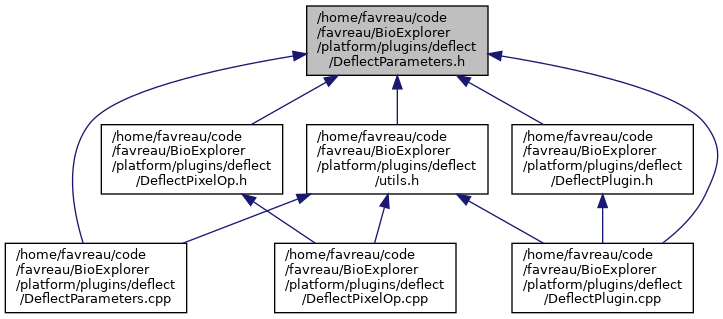 /home/favreau/code
/favreau/BioExplorer
/platform/plugins/deflect
/DeflectParameters.h
/home/favreau/code
/favreau/BioExplorer
/platform/plugins/deflect
/DeflectPixelOp.h
/home/favreau/code
/favreau/BioExplorer
/platform/plugins/deflect
/utils.h
/home/favreau/code
/favreau/BioExplorer
/platform/plugins/deflect
/DeflectPlugin.h
/home/favreau/code
/favreau/BioExplorer
/platform/plugins/deflect
/DeflectParameters.cpp
/home/favreau/code
/favreau/BioExplorer
/platform/plugins/deflect
/DeflectPixelOp.cpp
/home/favreau/code
/favreau/BioExplorer
/platform/plugins/deflect
/DeflectPlugin.cpp